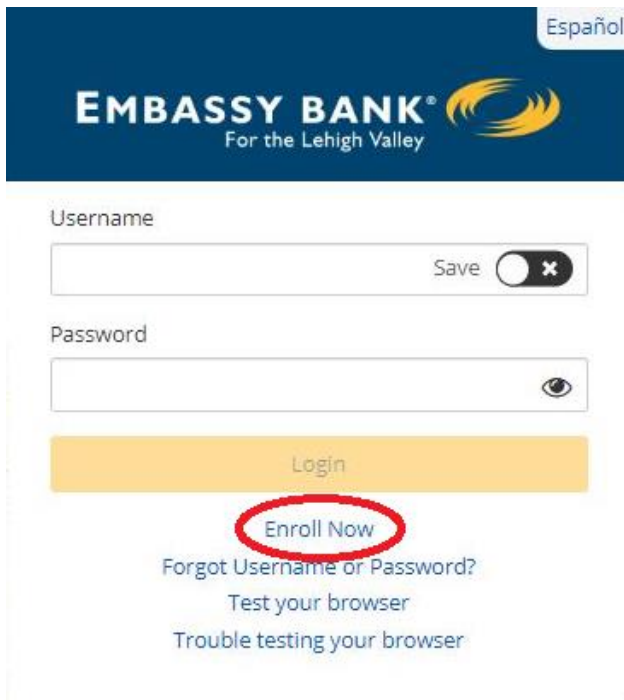 Español
EMBASSY BANK®
For the Lehigh Valley
Username
Save
Password
Login
Enroll Now
Forgot Username or Password?
Test your browser
Trouble testing your browser